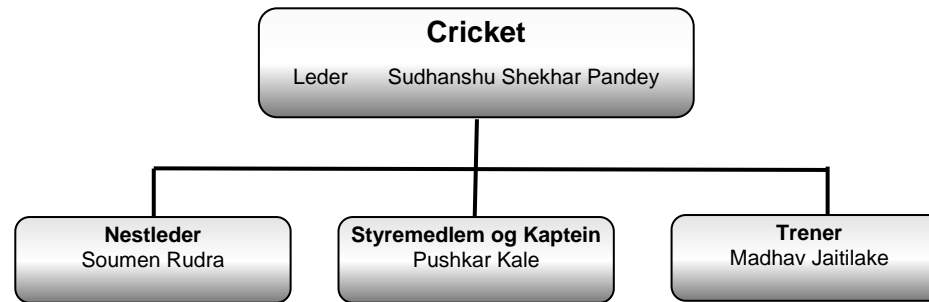 Cricket
Leder Sudhanshu Shekhar Pandey
Nestleder
Soumen Rudra
Styremedlem og Kaptein
Pushkar Kale
Trener
Madhav Jaitilake